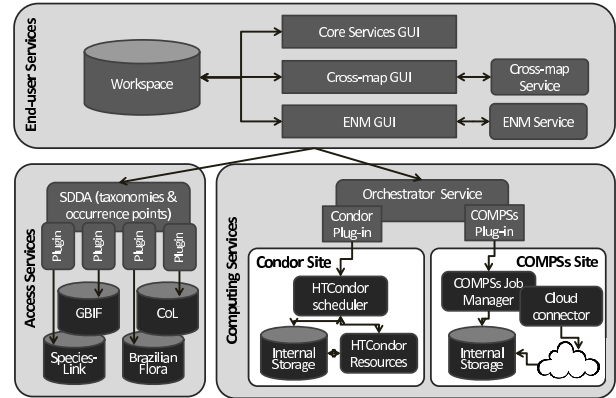 End-user Services
Workspace
Core Services GUI
Cross-map GUI
Cross-map
Service
ENM GUI
ENM Service
Access Services
SDDA (taxonomies &
occurrence points)
Plugin
Plugin
Plugin
Plugin
GBIF
CoL
Species-
Link
Brazilian
Flora
Computing Services
Orchestrator Service
Condor
Plug-in
COMPSs
Plug-in
Condor Site
HTCondor
scheduler
Internal
Storage
HTCondor
Resources
COMPSs Site
COMPSs Job
Manager
Cloud
connector
Internal
Storage